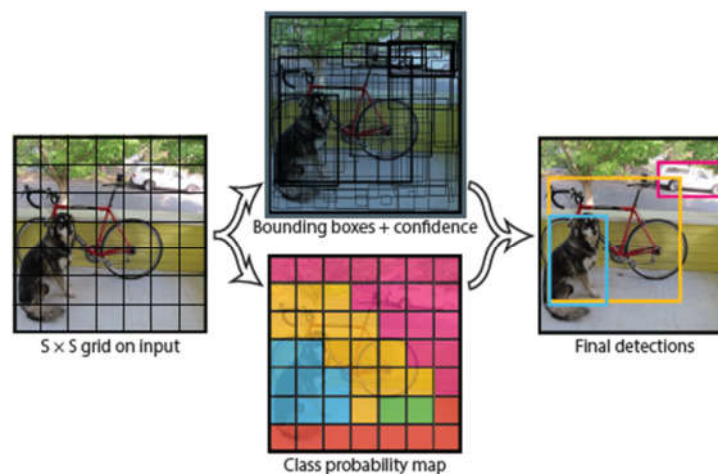 Bounding boxes + confidence
S × S grid on input
Final detections
Class probability map